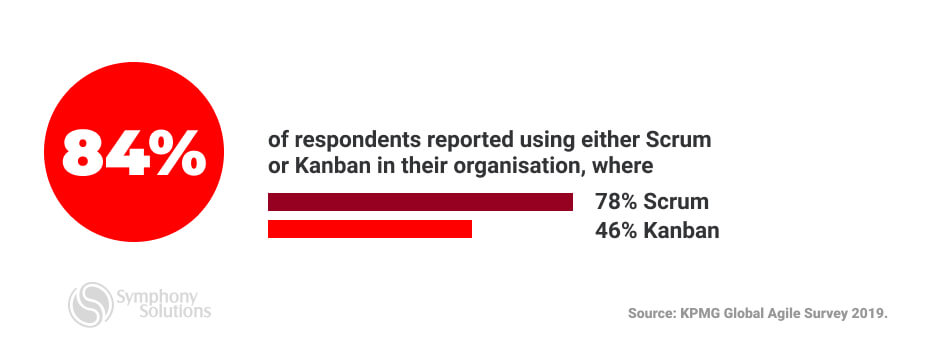 84%
of respondents reported using either Scrum
or Kanban in their organisation, where
78% Scrum
46% Kanban
Symphony
Solutions
Source: KPMG Global Agile Survey 2019.